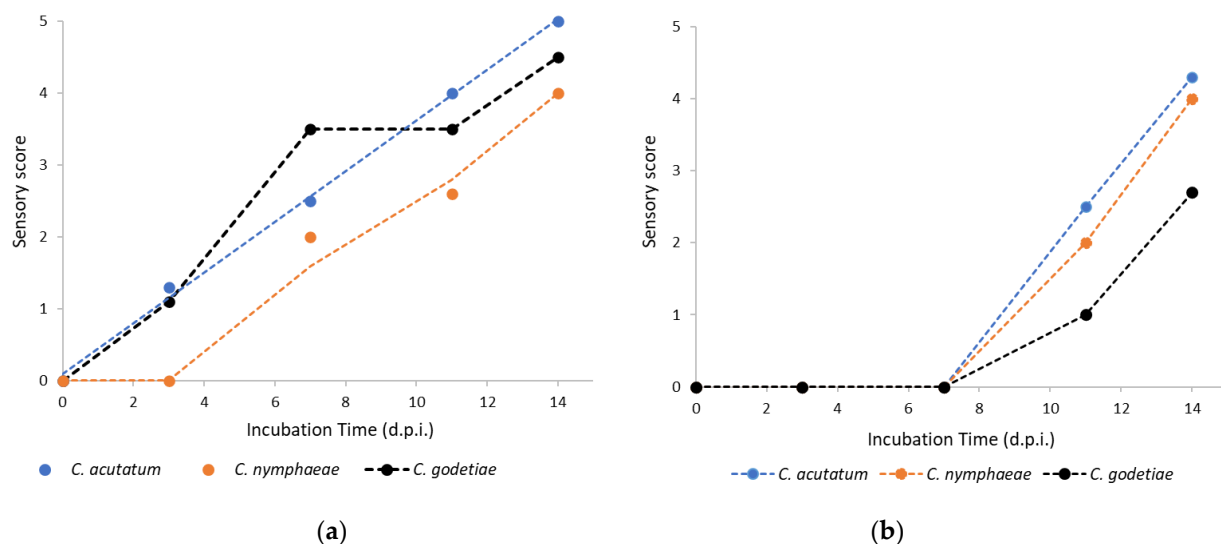 5
4
3
2
1
0
Sensory score
0 2 4 6 8 10 12 14
Incubation Time (d.p.i.)
C. acutatum C. nymphaeae C. godetiae
(a)
5
4
3
2
1
0
Sensory score
0 2 4 6 8 10 12 14
Incubation Time (d.p.i.)
C. acutatum C. nymphaeae C. godetiae
(b)